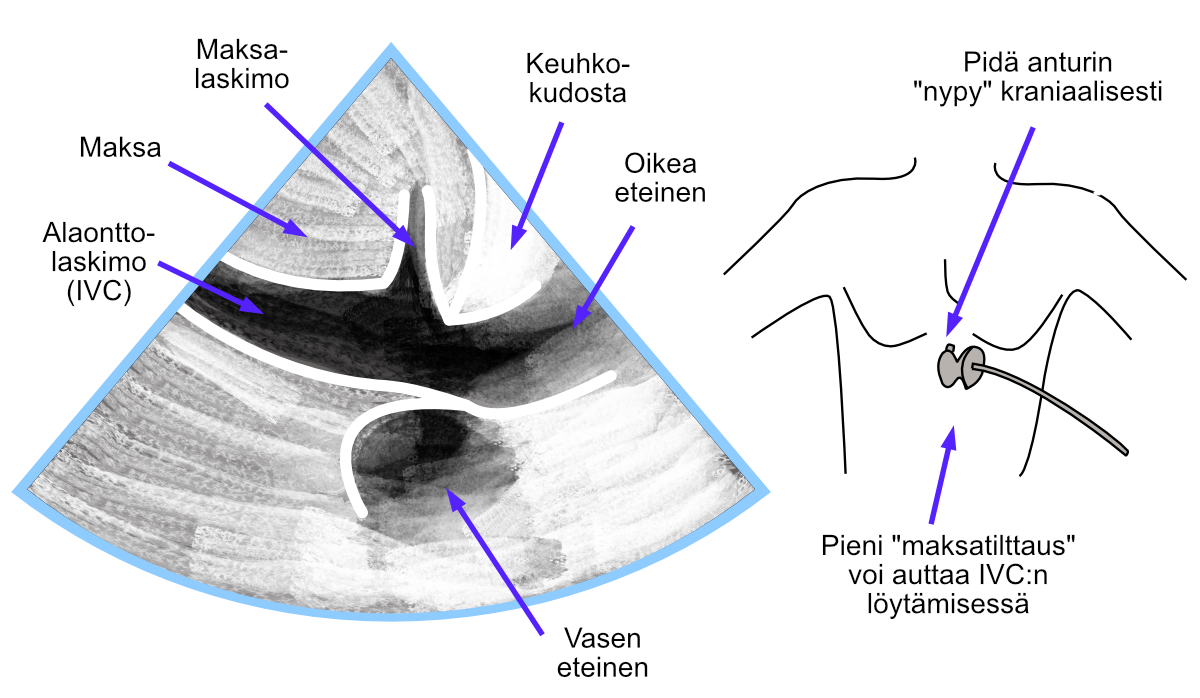 Maksa-
laskimo
Keuhko-
kudosta
Pidä anturin
"nypy" kraniaalisesti
Maksa
Oikea
eteinen
Alaontto-
laskimo
(IVC)
Pieni "maksatilttaus"
voi auttaa IVC:n
löytämisessä
Vasen
eteinen